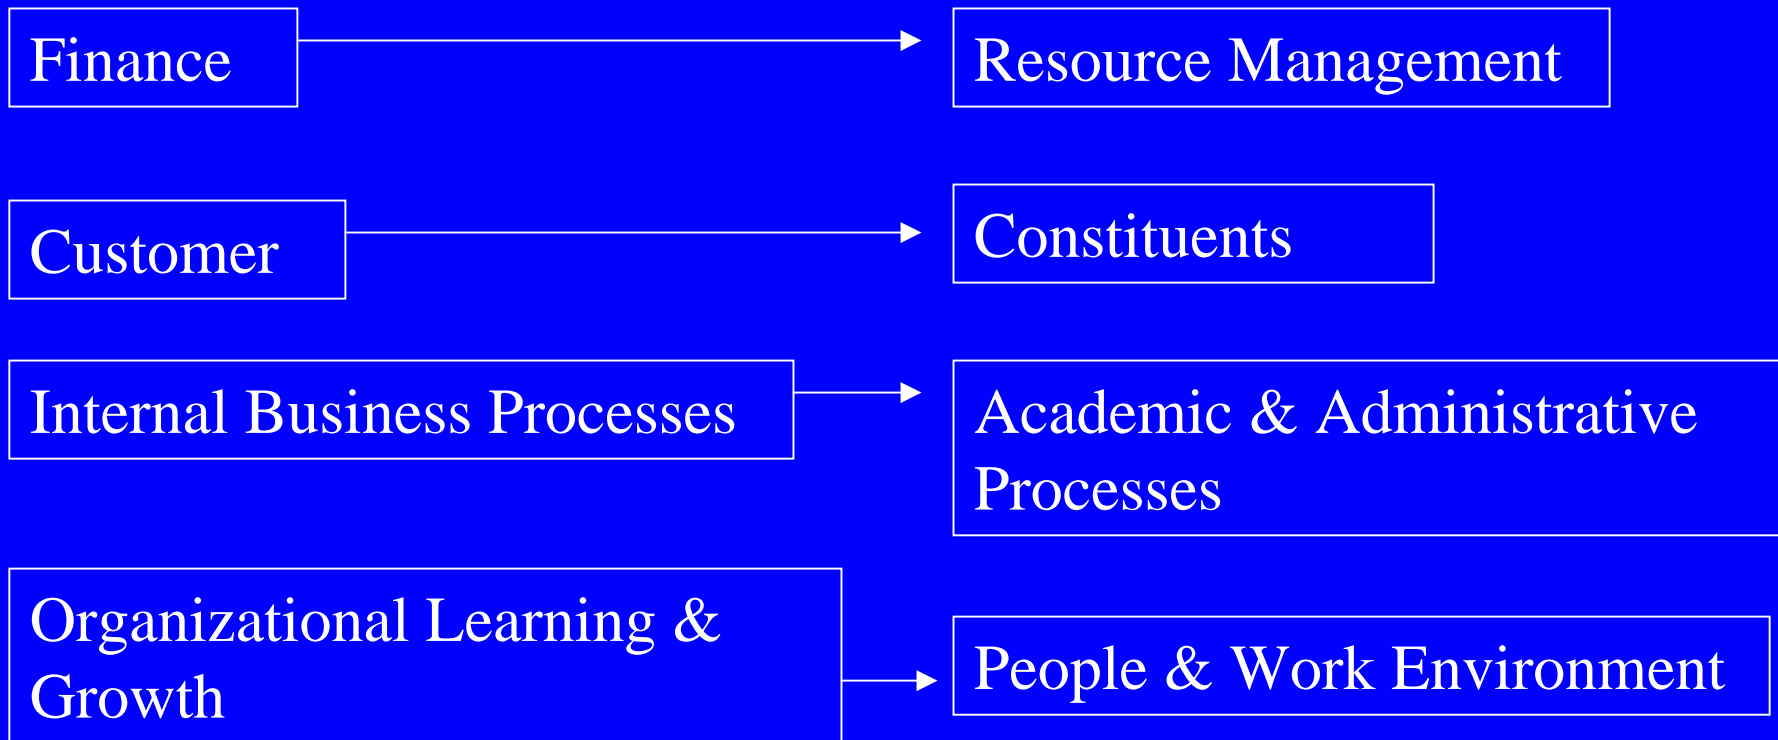 Finance
Resource Management
Customer
Constituents
Internal Business Processes
Academic & Administrative
Processes
Organizational Learning &
Growth
People & Work Environment